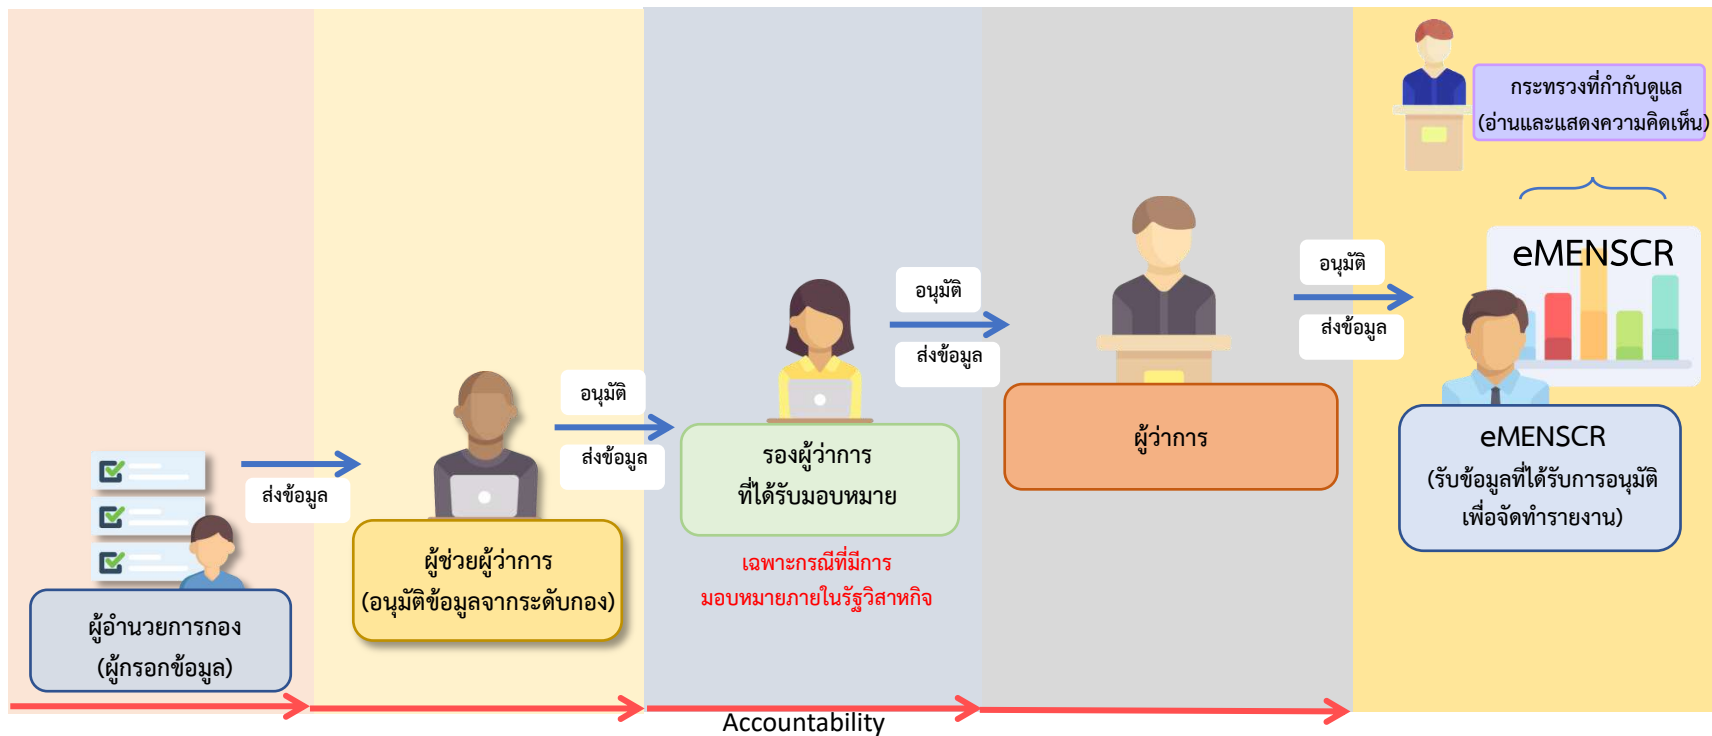 ผู้อำนวยการกอง
(ผู้กรอกข้อมูล)
ส่งข้อมูล
ผู้ช่วยผู้ว่าการ
(อนุมัติข้อมูลจากระดับกอง)
อนุมัติ
ส่งข้อมูล
รองผู้ว่าการ
ที่ได้รับมอบหมาย
เฉพาะกรณีที่มีการ
มอบหมายภายในรัฐวิสาหกิจ
อนุมัติ
ส่งข้อมูล
ผู้ว่าการ
อนุมัติ
ส่งข้อมูล
กระทรวงที่กำกับดูแล
(อ่านและแสดงความคิดเห็น)
eMENSCR
eMENSCR
(รับข้อมูลที่ได้รับการอนุมัติ
เพื่อจัดทำรายงาน)
Accountability